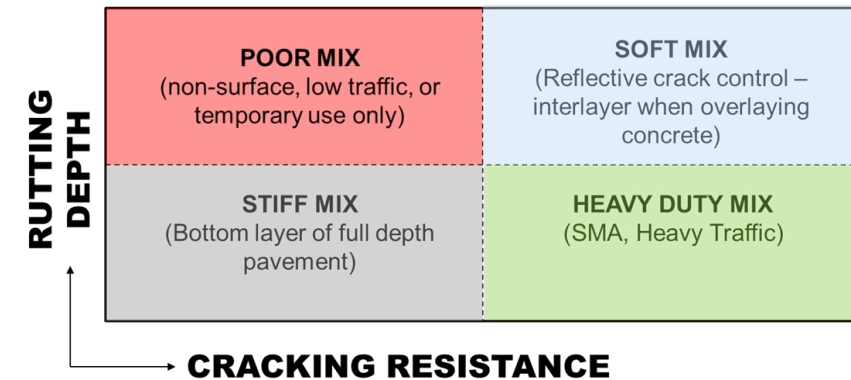 POOR MIX
(non-surface, low traffic, or
temporary use only)
SOFT MIX
(Reflective crack control –
interlayer when overlaying
concrete)
STIFF MIX
(Bottom layer of full depth
pavement)
HEAVY DUTY MIX
(SMA, Heavy Traffic)
RUTTING
DEPTH
CRACKING RESISTANCE